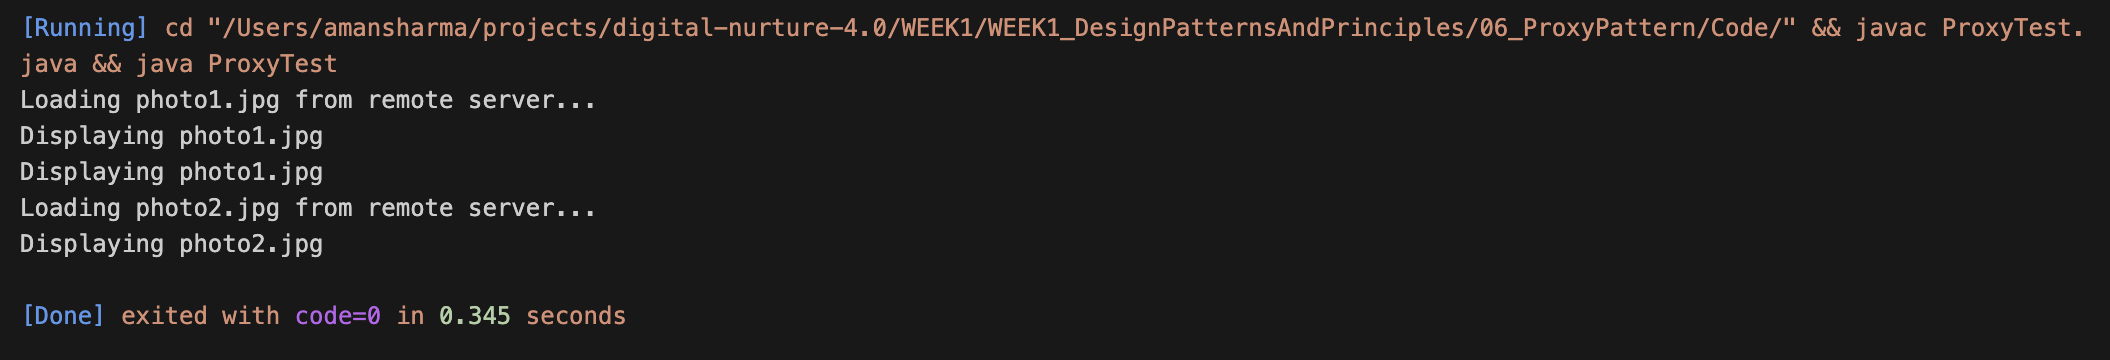 [Running] cd "/Users/amansharma/projects/digital-nurture-4.0/WEEK1/WEEK1_DesignPatternsAndPrinciples/06_ProxyPattern/Code/" && javac ProxyTest.
java && java ProxyTest
Loading photo1.jpg from remote server...
Displaying photo1.jpg
Displaying photo1.jpg
Loading photo2.jpg from remote server...
Displaying photo2.jpg
[Done] exited with code=0 in 0.345 seconds